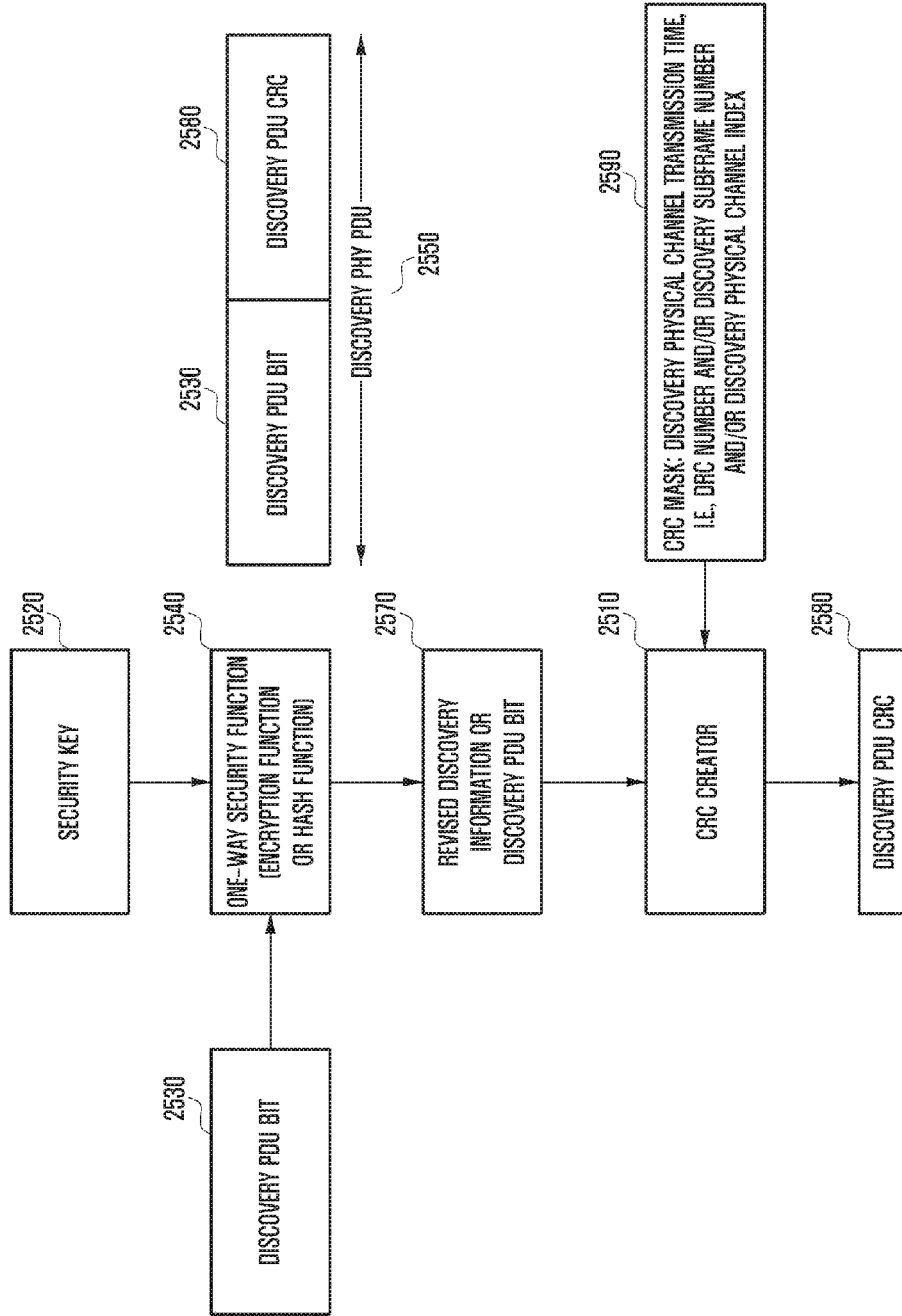 2520
SECURITY KEY
2530
DISCOVERY PDU BIT
2540
ONE-WAY SECURITY FUNCTION
(ENCRYPTION FUNCTION
OR HASH FUNCTION)
2570
REVISED DISCOVERY
INFORMATION OR
DISCOVERY PDU BIT
2510
CRC CREATOR
2580
DISCOVERY PDU CRC
2530
DISCOVERY PDU BIT
2580
DISCOVERY PDU CRC
DISCOVERY PHY PDU
2550
2590
CRC MASK: DISCOVERY PHYSICAL CHANNEL TRANSMISSION TIME,
I.E., DRC NUMBER AND/OR DISCOVERY SUBFRAME NUMBER
AND/OR DISCOVERY PHYSICAL CHANNEL INDEX